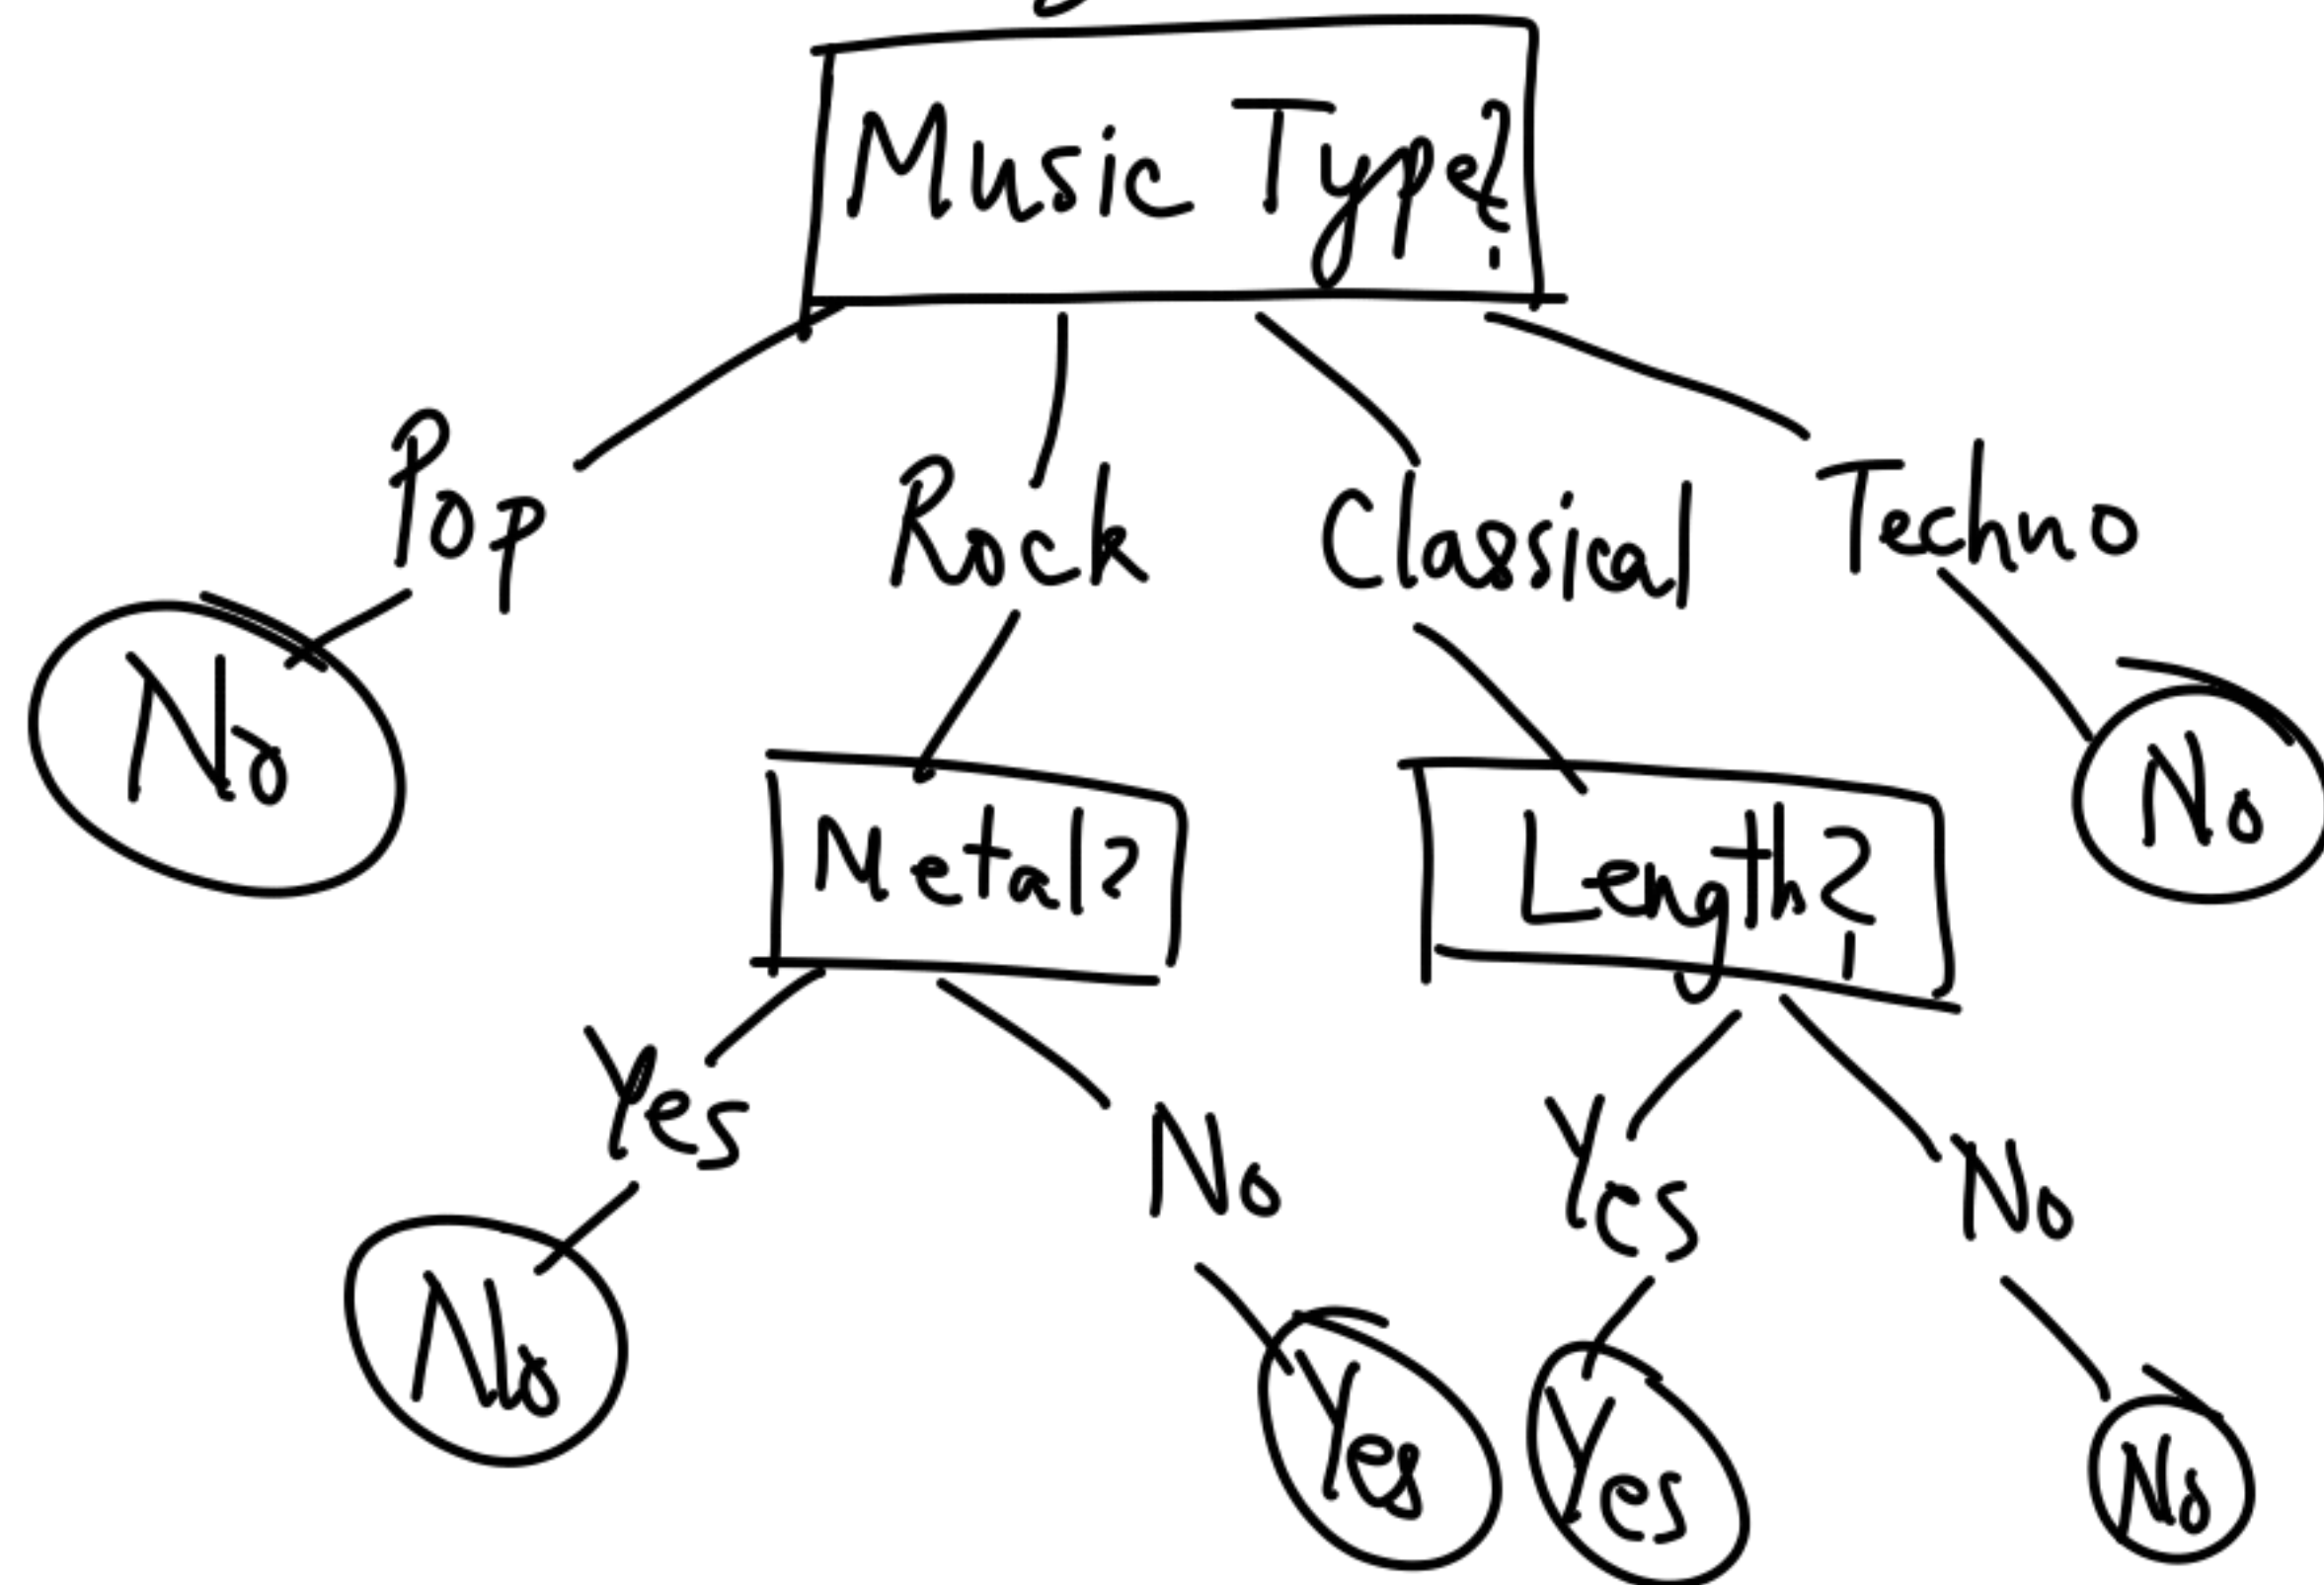 Music Type?
Pop Rock Classical Techno
No Metal? Length? No
Yes No Yes No
No Yes Yes No